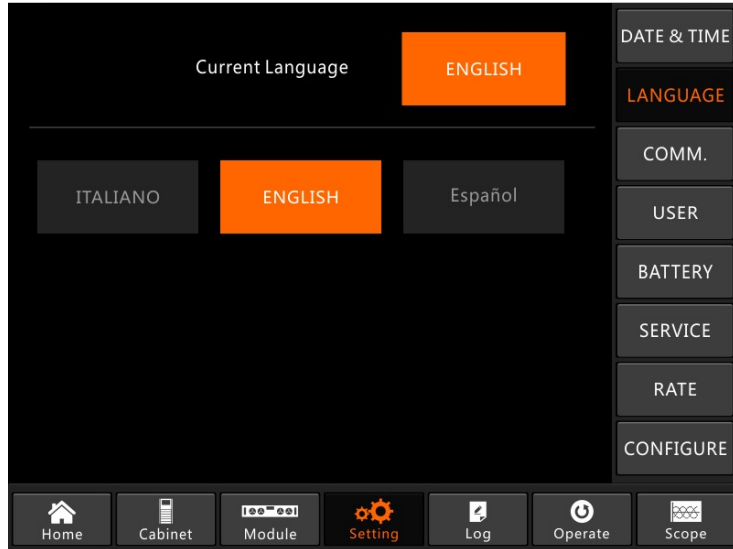 Current Language
ENGLISH
ITALIANO
ENGLISH
Español
DATE & TIME
LANGUAGE
COMM.
USER
BATTERY
SERVICE
RATE
CONFIGURE
Home
Cabinet
Module
Setting
Log
Operate
Scope